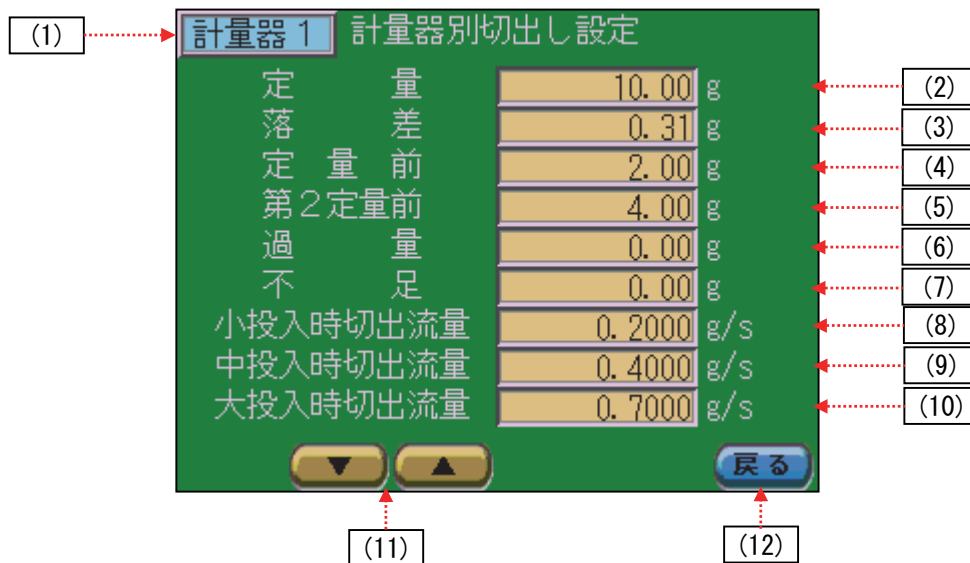 (1) 計量器1 計量器別切出し設定
定量 10.00 g (2)
落差 0.31 g (3)
定量前 2.00 g (4)
第2定量前 4.00 g (5)
過量 0.00 g (6)
不足 0.00 g (7)
小投入時切出流量 0.2000 g/s (8)
中投入時切出流量 0.4000 g/s (9)
大投入時切出流量 0.7000 g/s (10)
▼ ▲ 戻る
(11) (12)